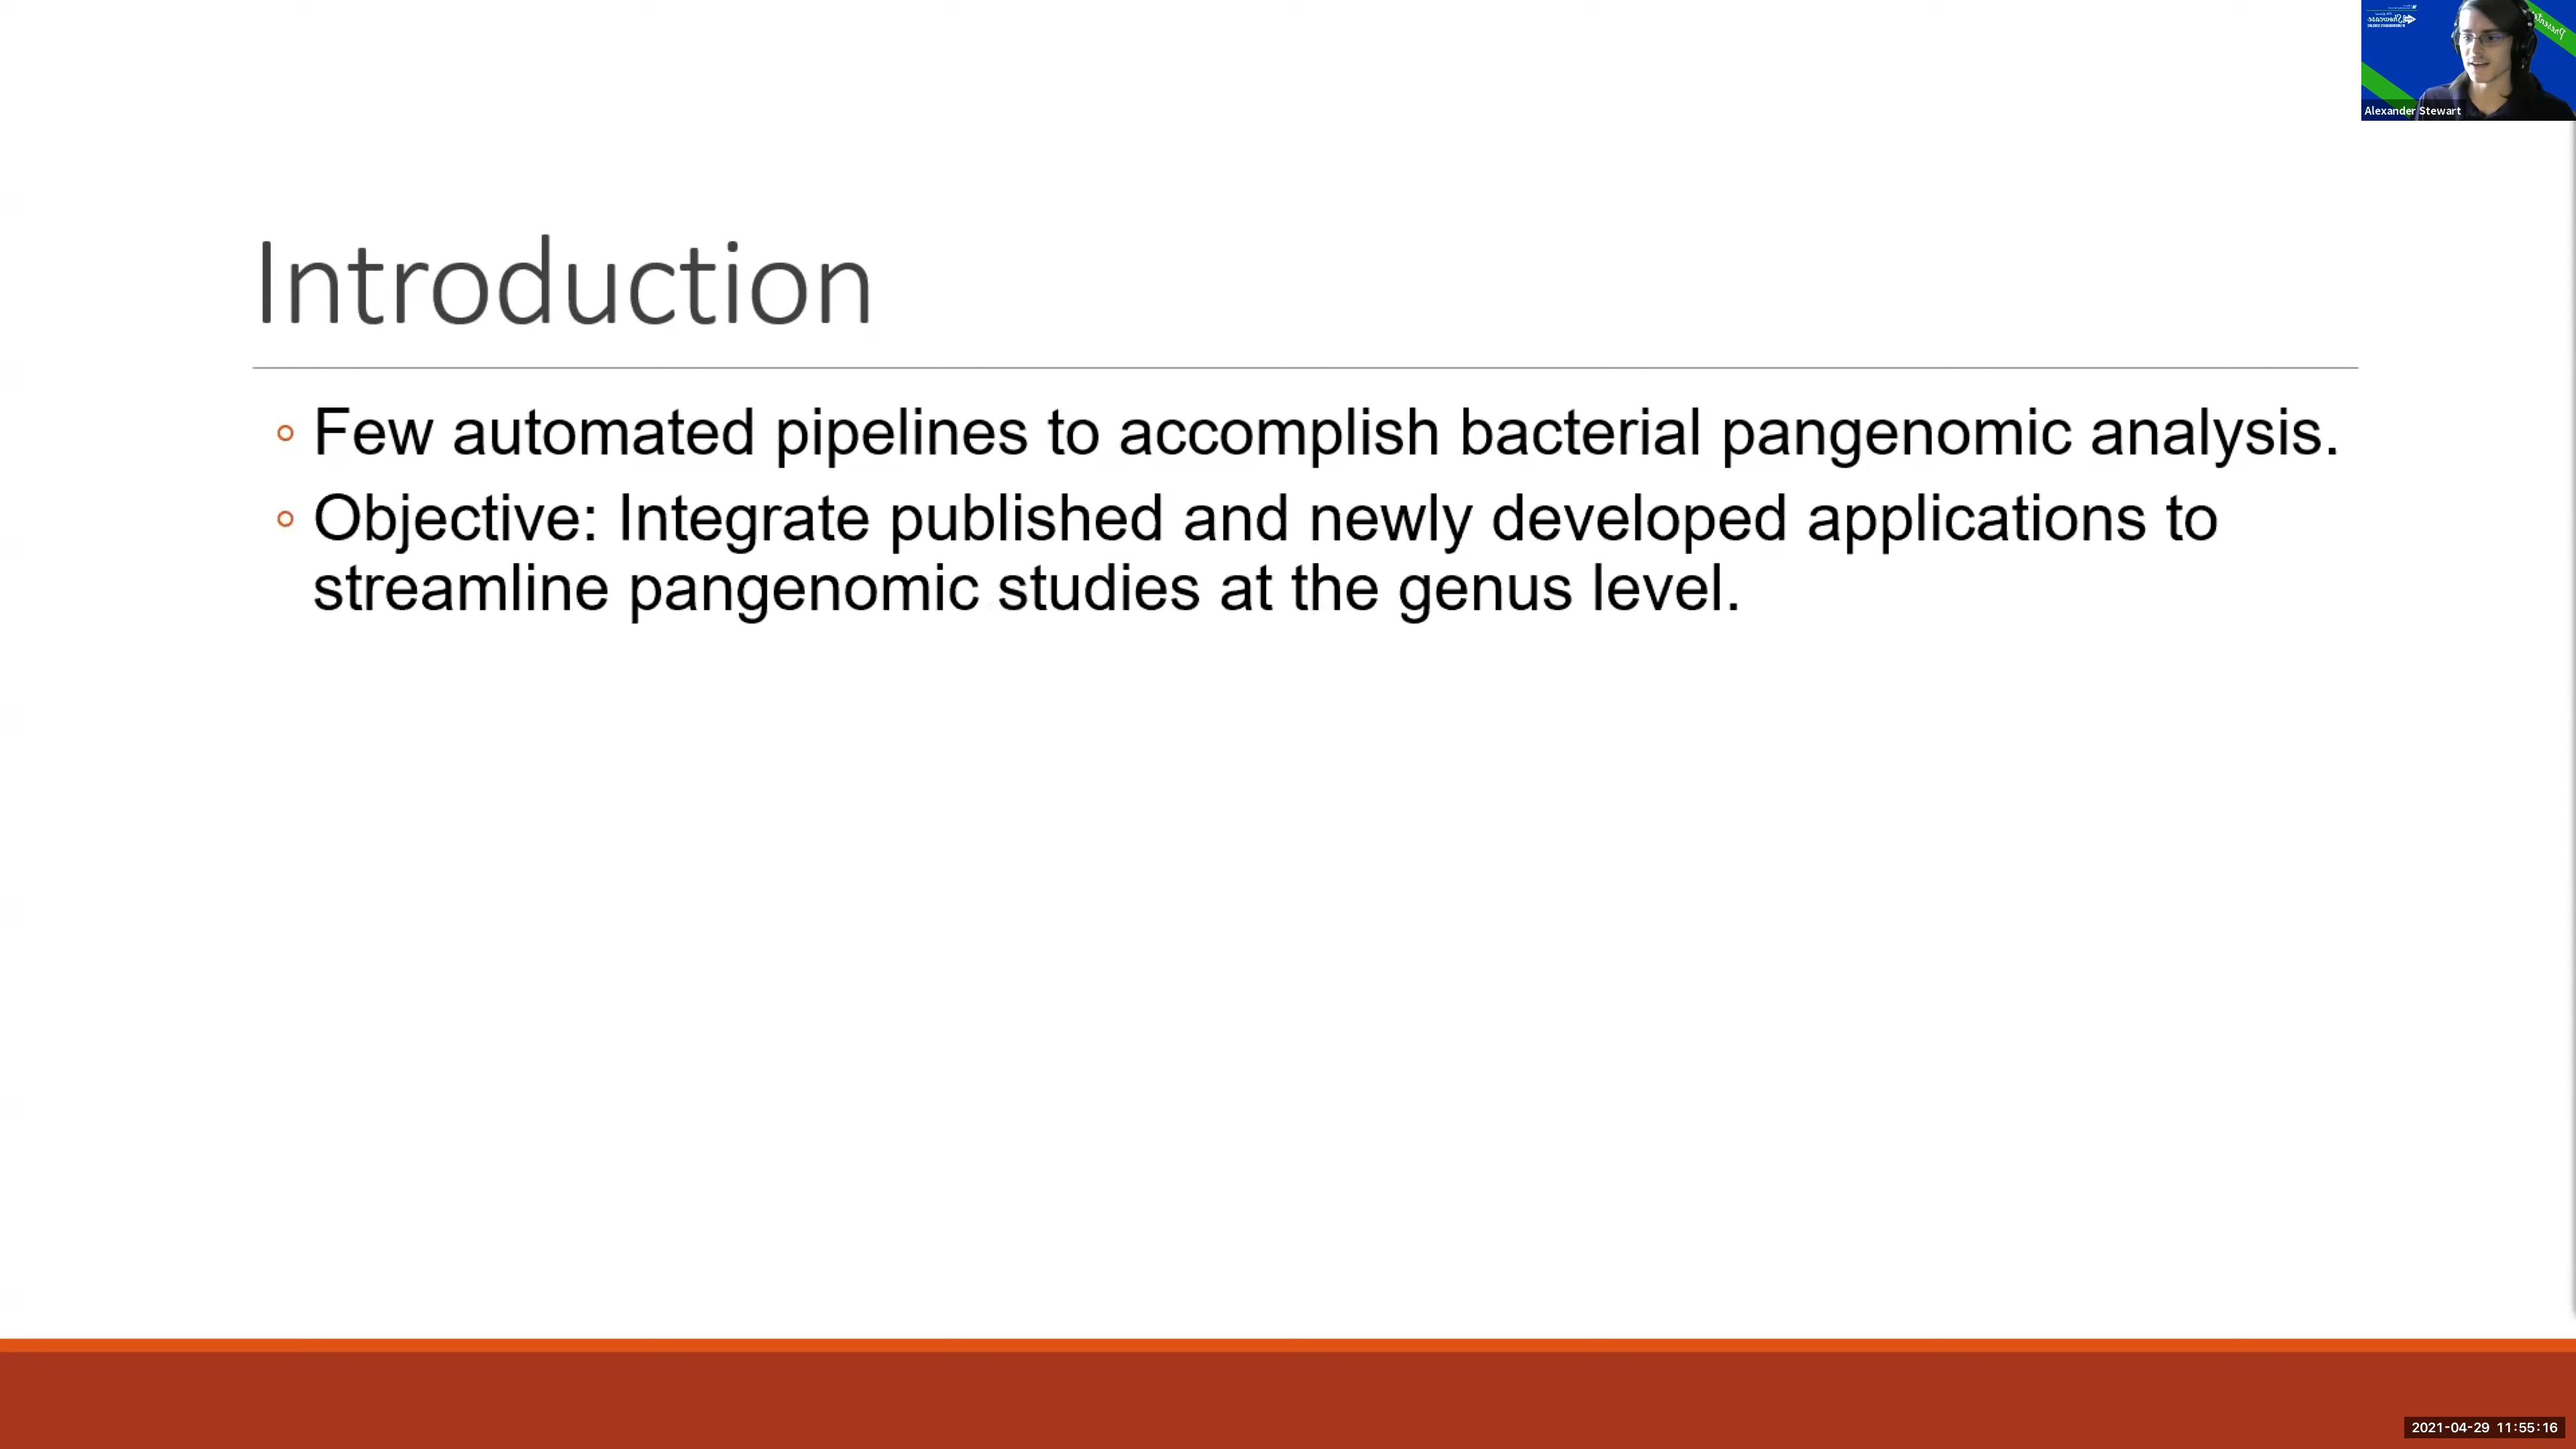 Alexander Stewart
Introduction
◦ Few automated pipelines to accomplish bacterial pangenomic analysis.
◦ Objective: Integrate published and newly developed applications to
streamline pangenomic studies at the genus level.
2021-04-29 11:55:16